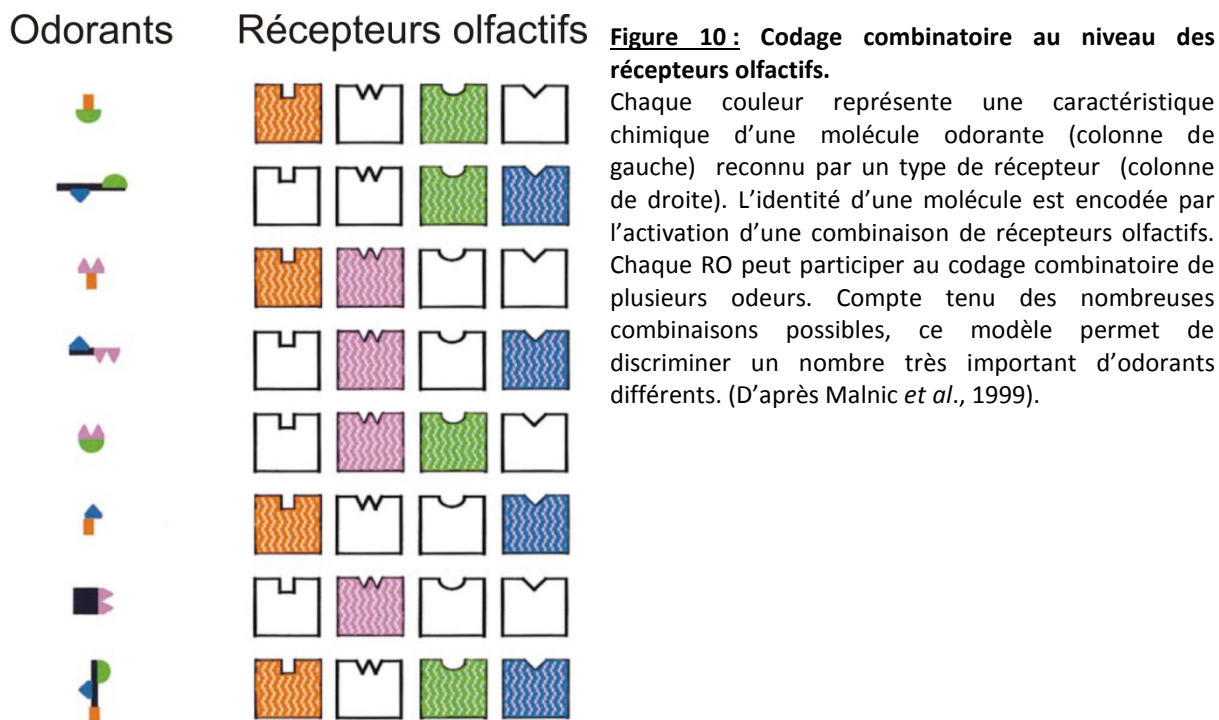 Odorants
Récepteurs olfactifs
Figure 10 : Codage combinatoire au niveau des
récepteurs olfactifs.
Chaque couleur représente une caractéristique
chimique d’une molécule odorante (colonne de
gauche) reconnu par un type de récepteur (colonne
de droite). L’identité d’une molécule est encodée par
l’activation d’une combinaison de récepteurs olfactifs.
Chaque RO peut participer au codage combinatoire de
plusieurs odeurs. Compte tenu des nombreuses
combinaisons possibles, ce modèle permet de
discriminer un nombre très important d’odorants
différents. (D’après Malnic et al., 1999).